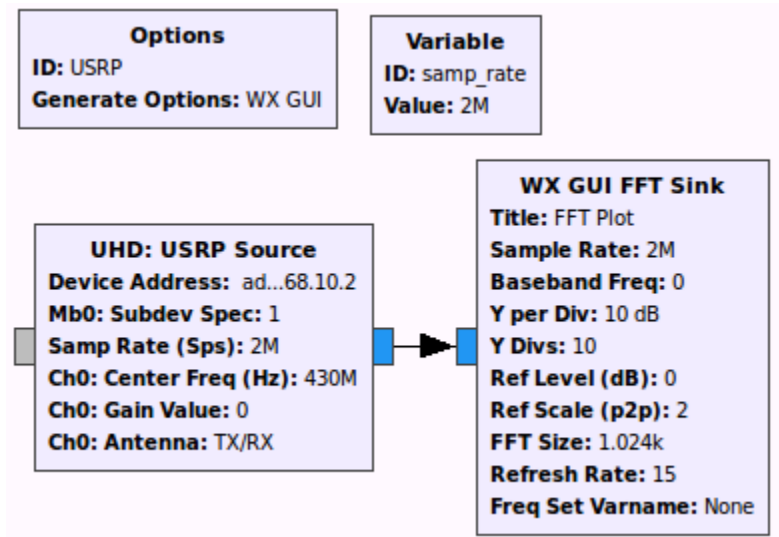 Options
ID: USRP
Generate Options: WX GUI
Variable
ID: samp_rate
Value: 2M
UHD: USRP Source
Device Address: ad...68.10.2
Mb0: Subdev Spec: 1
Samp Rate (Sps): 2M
Ch0: Center Freq (Hz): 430M
Ch0: Gain Value: 0
Ch0: Antenna: TX/RX
WX GUI FFT Sink
Title: FFT Plot
Sample Rate: 2M
Baseband Freq: 0
Y per Div: 10 dB
Y Divs: 10
Ref Level (dB): 0
Ref Scale (p2p): 2
FFT Size: 1.024k
Refresh Rate: 15
Freq Set Varname: None